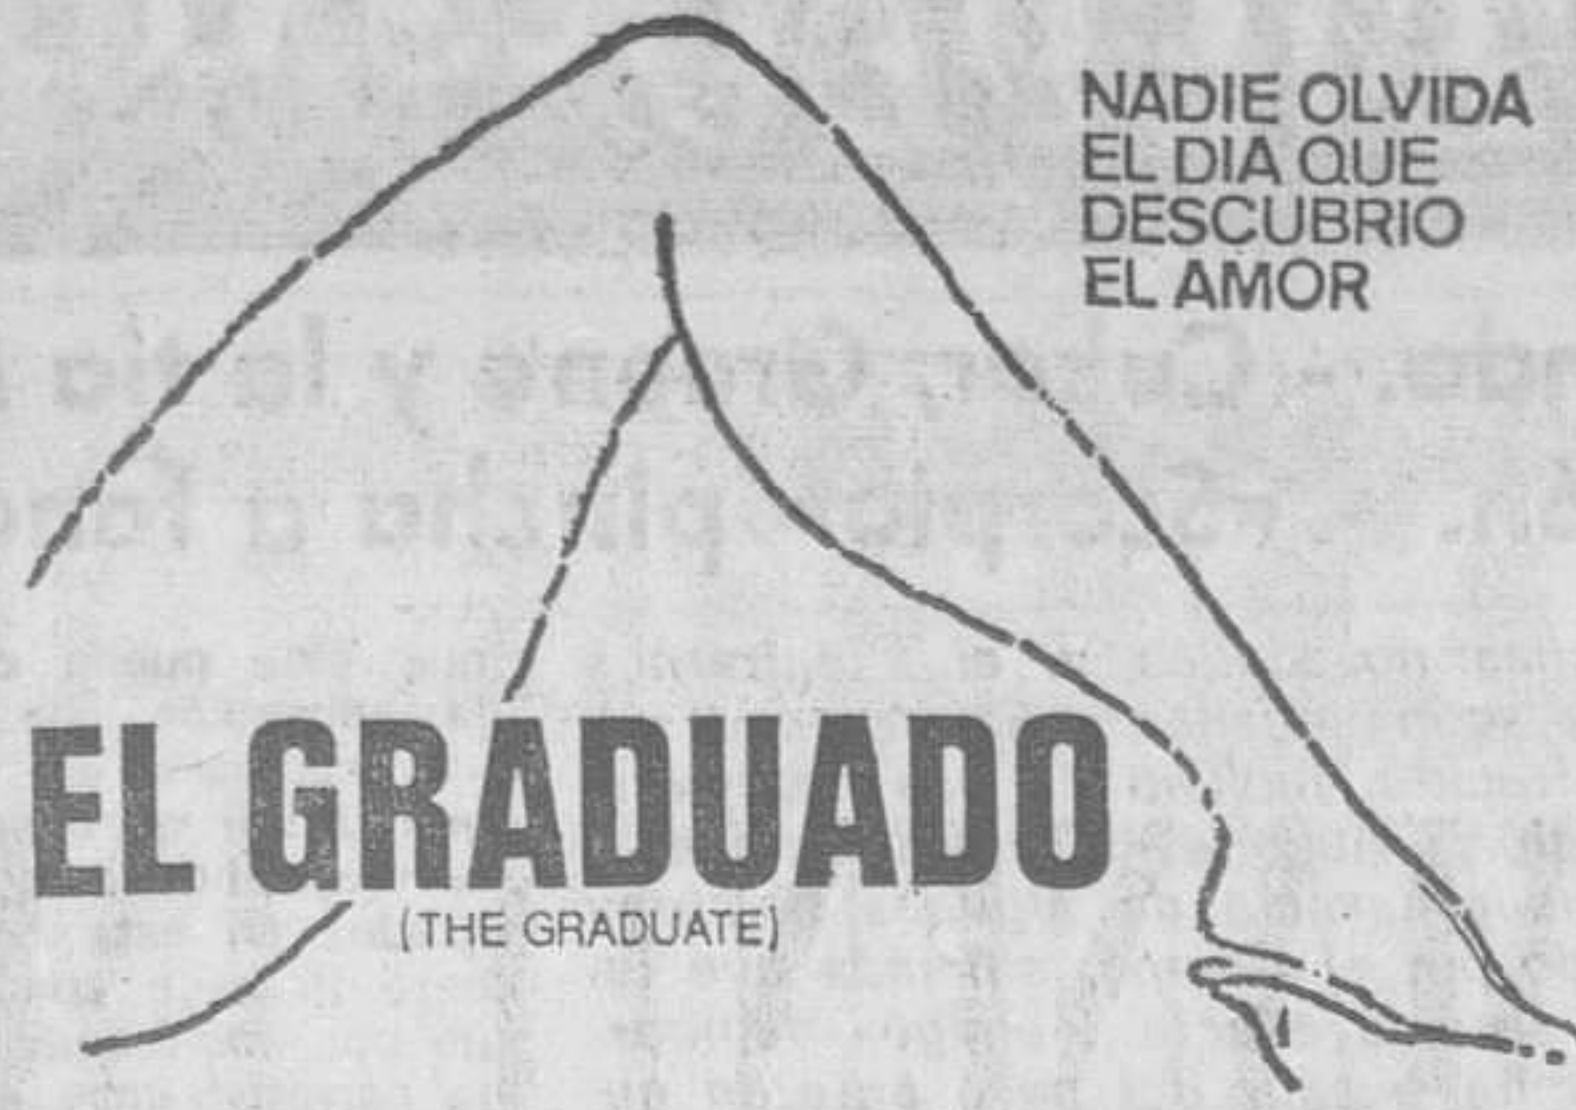 NADIE OLVIDA
EL DIA QUE
DESCUBRIO
EL AMOR
EL GRADUADO
(THE GRADUATE)